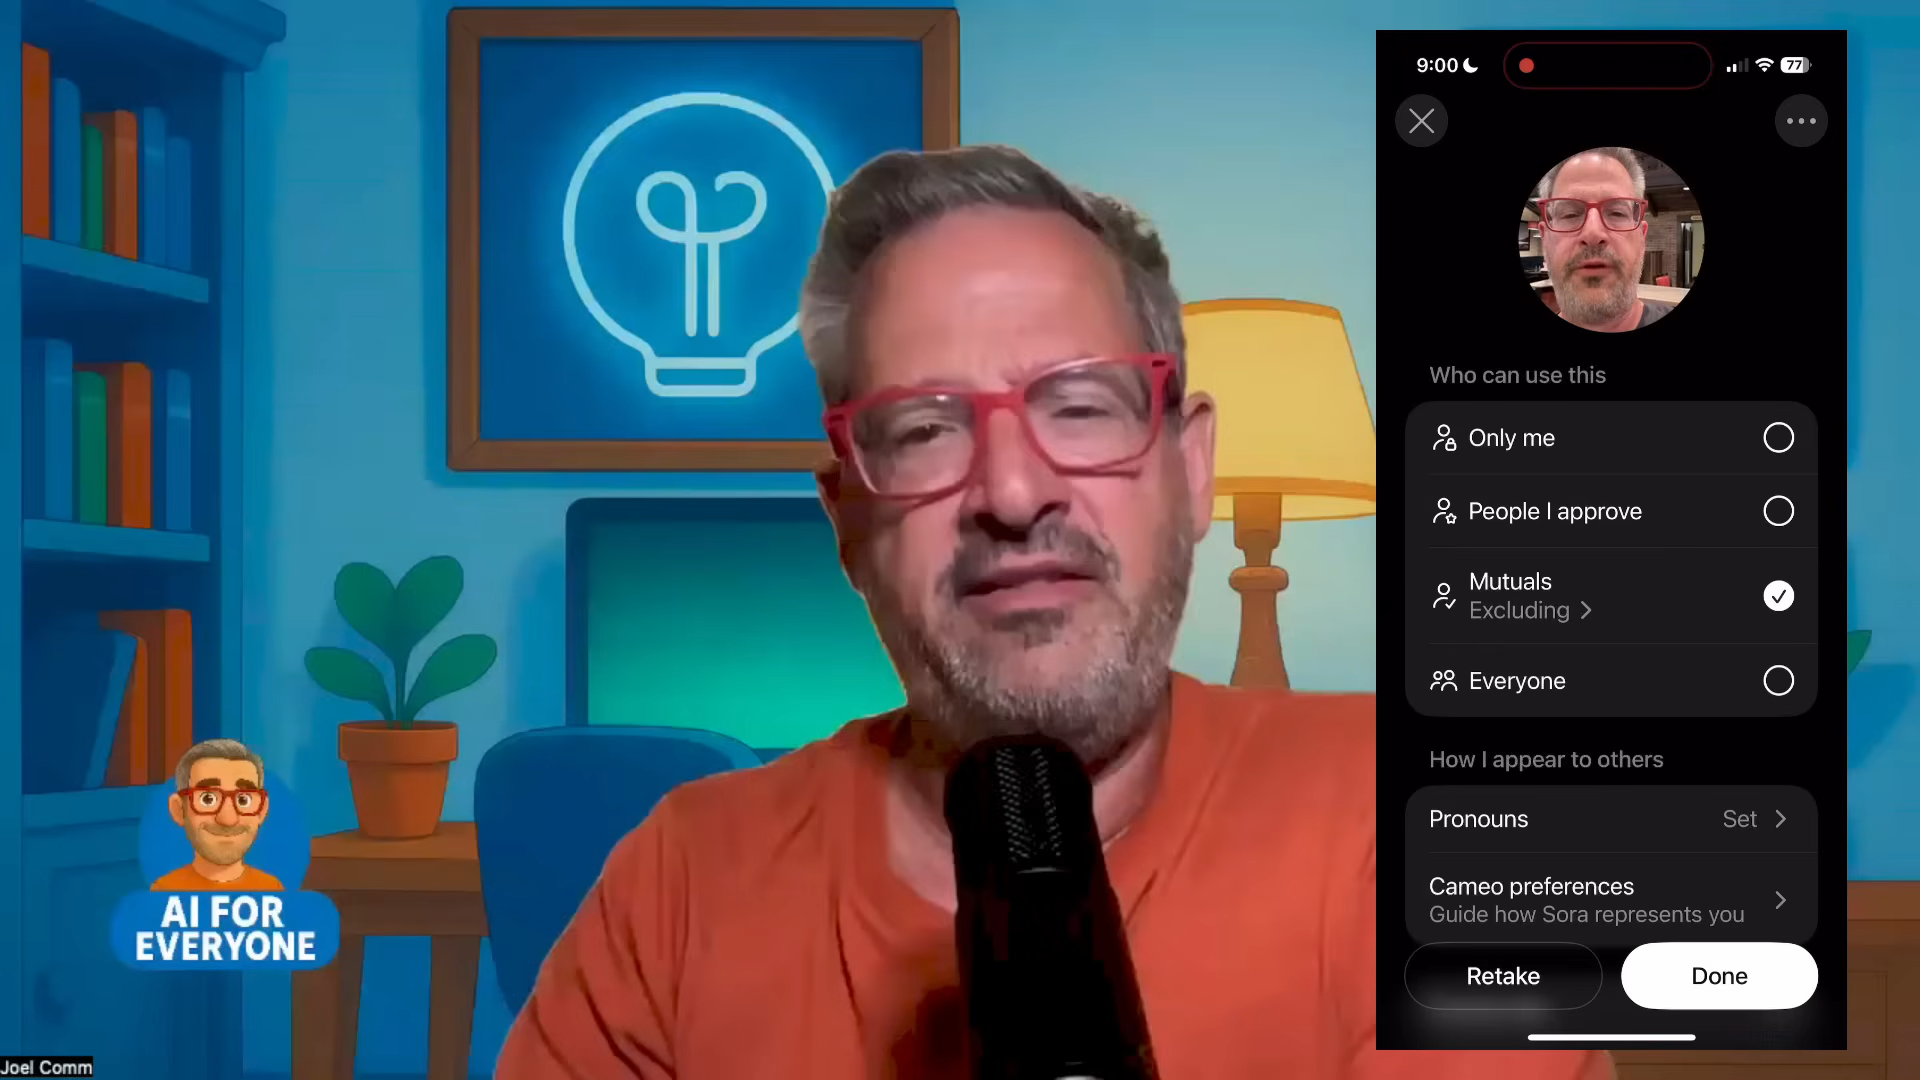 9:00
77
Who can use this
Only me
People I approve
Mutuals
Excluding
Everyone
How I appear to others
Pronouns
Set
Cameo preferences
Guide how Sora represents you
Retake
Done
AI FOR
EVERYONE
Joel Comm